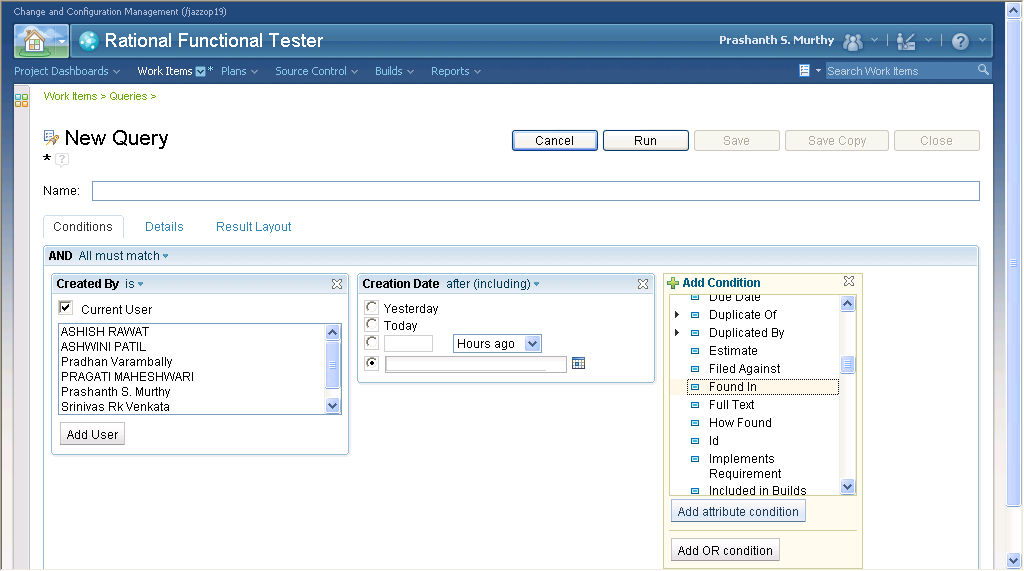 Change and Configuration Management (/jazzop19)
Rational Functional Tester
Prashanth S. Murthy
Project Dashboards
Work Items
*
Plans
Source Control
Builds
Reports
Search Work Items
Work Items > Queries >
New Query
* ?
Cancel
Run
Save
Save Copy
Close
Name:
Conditions
Details
Result Layout
AND All must match
Created By is
Current User
ASHISH RAWAT
ASHWINI PATIL
Pradhan Varambally
PRAGATI MAHESHWARI
Prashanth S. Murthy
Srinivas Rk Venkata
Add User
Creation Date after (including)
Yesterday
Today
Hours ago
Add Condition
Due Date
Duplicate Of
Duplicated By
Estimate
Filed Against
Found In
Full Text
How Found
Id
Implements
Requirement
Included in Builds
Add attribute condition
Add OR condition